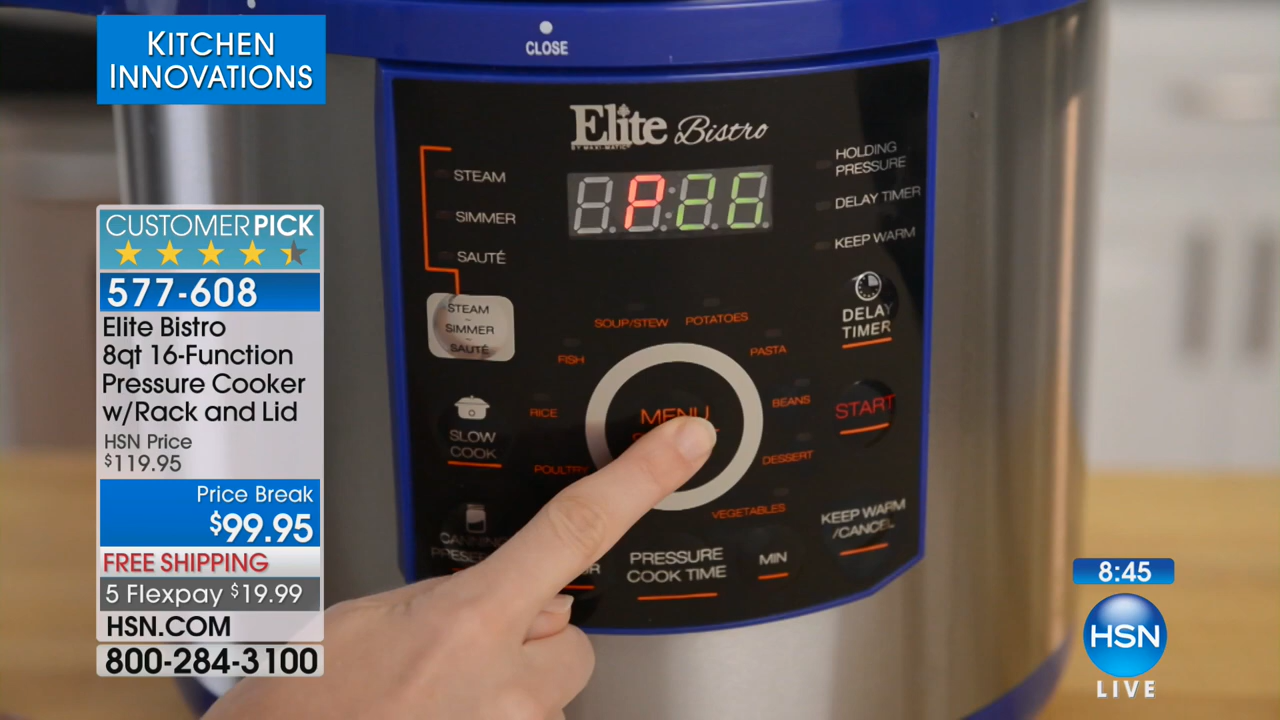 KITCHEN
INNOVATIONS
CUSTOMER PICK
577-608
Elite Bistro
8qt 16-Function
Pressure Cooker
w/Rack and Lid
HSN Price
$119.95
Price Break
$99.95
FREE SHIPPING
5 Flexpay $19.99
HSN.COM
800-284-3100
CLOSE
Elite Bistro
BY MAXI-MATIC
P26
STEAM
SIMMER
SAUTÉ
STEAM
SIMMER
SAUTÉ
HOLDING
PRESSURE
DELAY TIMER
KEEP WARM
DELAY
TIMER
SOUP/STEW
POTATOES
FISH
PASTA
RICE
BEANS
POULTRY
DESSERT
VEGETABLES
MENU
START
SLOW
COOK
KEEP WARM
/CANCEL
PRESSURE
COOK TIME
MIN
8:45
HSN
LIVE